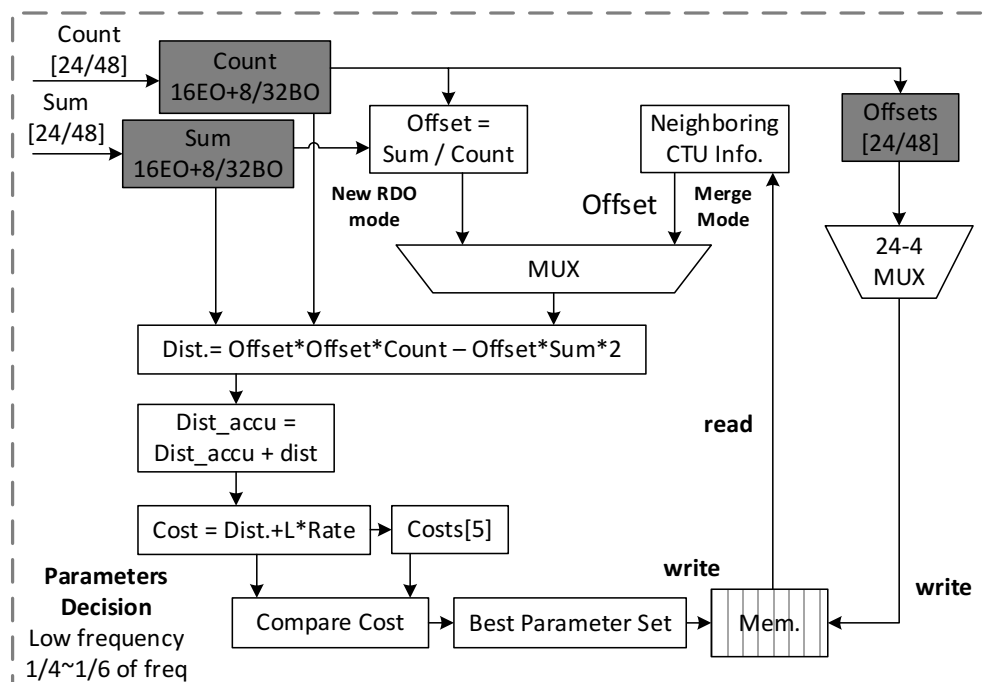 Count
[24/48]
Count
16EO+8/32BO
Sum
[24/48]
Sum
16EO+8/32BO
Offset =
Sum / Count
Neighboring
CTU Info.
Offsets
[24/48]
New RDO
mode
Offset
Merge
Mode
MUX
24-4
MUX
Dist.= Offset*Offset*Count – Offset*Sum*2
Dist_accu =
Dist_accu + dist
read
Cost = Dist.+L*Rate
Costs[5]
Parameters
Decision
Low frequency
1/4~1/6 of freq
Compare Cost
Best Parameter Set
write
Mem.
write